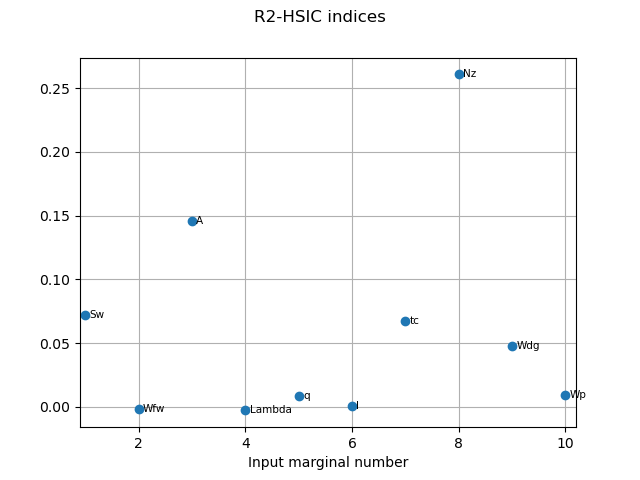 R2-HSIC indices
0.25
0.20
0.15
0.10
0.05
0.00
Nz
A
Sw
tc
Wdg
q
Wp
l
Wfw
Lambda
2 4 6 8 10
Input marginal number